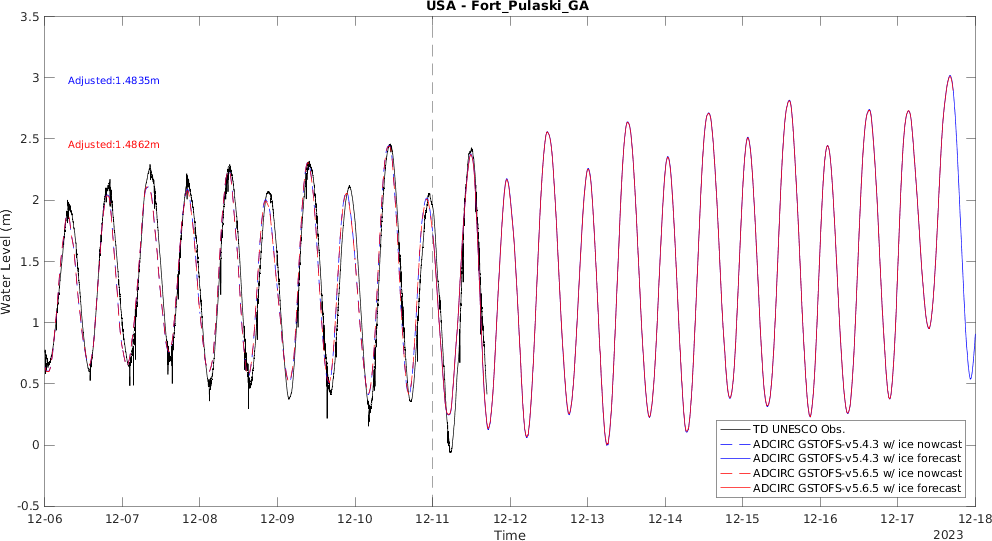 USA - Fort_Pulaski_GA
3.5
3
2.5
2
1.5
1
0.5
0
-0.5
Water Level (m)
Adjusted:1.4835m
Adjusted:1.4862m
TD UNESCO Obs.
ADCIRC GSTOFS-v5.4.3 w/ ice nowcast
ADCIRC GSTOFS-v5.4.3 w/ ice forecast
ADCIRC GSTOFS-v5.6.5 w/ ice nowcast
ADCIRC GSTOFS-v5.6.5 w/ ice forecast
12-06 12-07 12-08 12-09 12-10 12-11 12-12 12-13 12-14 12-15 12-16 12-17 12-18
Time
2023